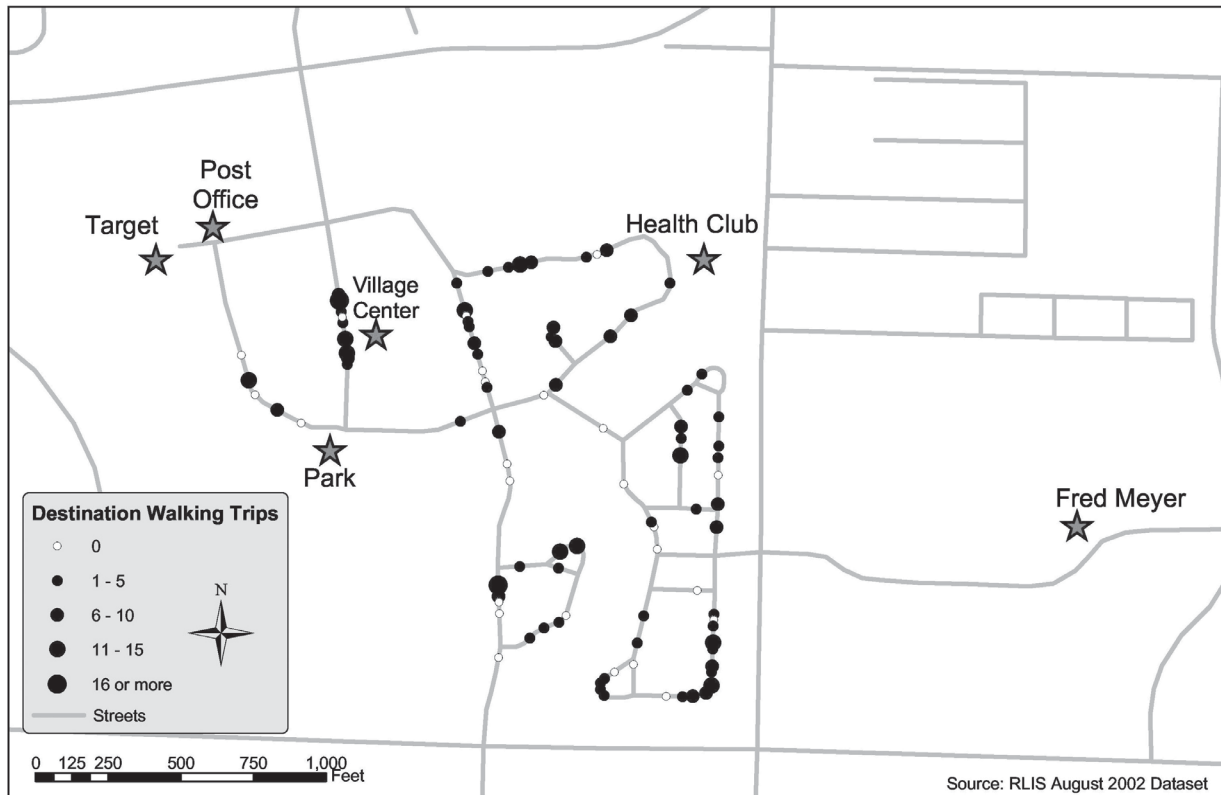 Post
Office
Target
Health Club
Village
Center
Park
Fred Meyer
Destination Walking Trips
0
1 - 5
6 - 10
11 - 15
16 or more
Streets
N
0 125 250 500 750 1,000
Feet
Source: RLIS August 2002 Dataset